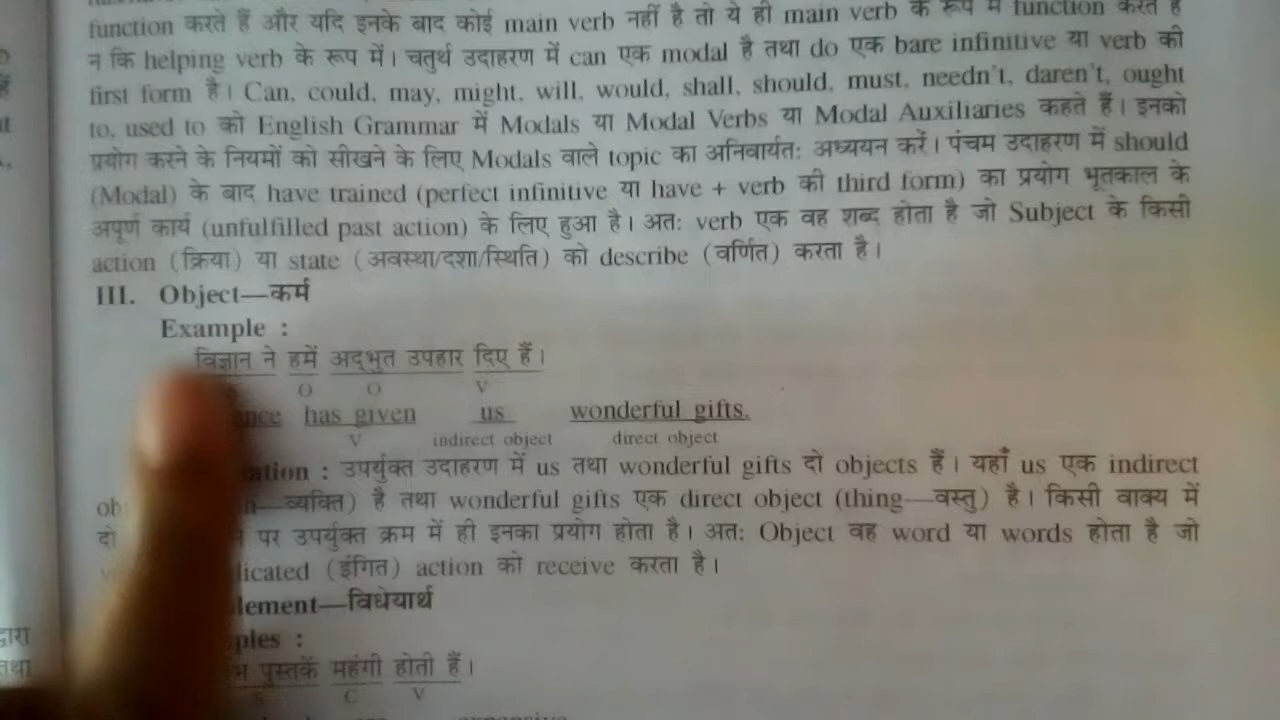 function करते हैं और यदि इनके बाद कोई main verb नहीं है तो ये ही main verb के रूप में function करते हैं
न कि helping verb के रूप में। चतुर्थ उदाहरण में can एक modal है तथा do एक bare infinitive या verb की
first form है। Can, could, may, might, will, would, shall, should, must, needn't, daren't, ought
to, used to को English Grammar में Modals या Modal Verbs या Modal Auxiliaries कहते हैं। इनको
प्रयोग करने के नियमों को सीखने के लिए Modals वाले topic का अनिवार्यतः अध्ययन करें। पंचम उदाहरण में should
(Modal) के बाद have trained (perfect infinitive या have + verb की third form) का प्रयोग भूतकाल के
अपूर्ण कार्य (unfulfilled past action) के लिए हुआ है। अतः verb एक वह शब्द होता है जो Subject के किसी
action (क्रिया) या state (अवस्था/दशा/स्थिति) को describe (वर्णित) करता है।
III. Object—कर्म
Example :
विज्ञान ने हमें अद्भुत उपहार दिए हैं।
O O V
has given us wonderful gifts.
V indirect object direct object
: उपर्युक्त उदाहरण में us तथा wonderful gifts दो objects हैं। यहाँ us एक indirect
—व्यक्ति) है तथा wonderful gifts एक direct object (thing—वस्तु) है। किसी वाक्य में
दो पर उपर्युक्त क्रम में ही इनका प्रयोग होता है। अतः Object वह word या words होता है जो
(इंगित) action को receive करता है।
—विधेयार्थ
:
पुस्तकें महंगी होती हैं।
S C V
द्वारा
तथा